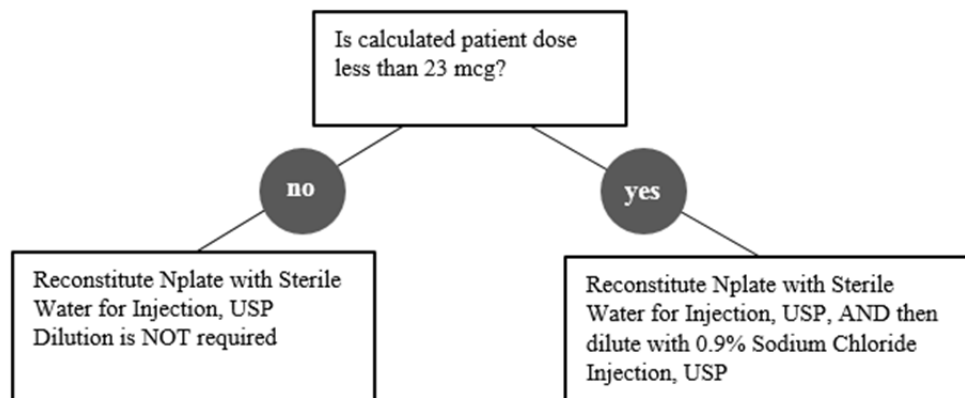 Is calculated patient dose
less than 23 mcg?
no
yes
Reconstitute Nplate with Sterile
Water for Injection, USP
Dilution is NOT required
Reconstitute Nplate with Sterile
Water for Injection, USP, AND then
dilute with 0.9% Sodium Chloride
Injection, USP